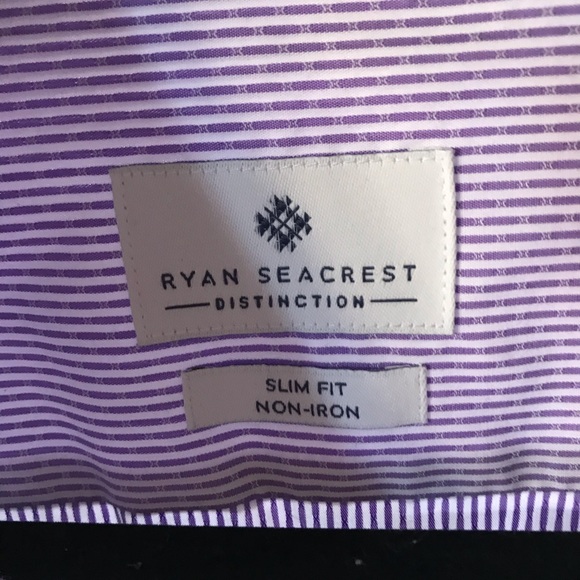 RYAN SEACREST
DISTINCTION
SLIM FIT
NON-IRON